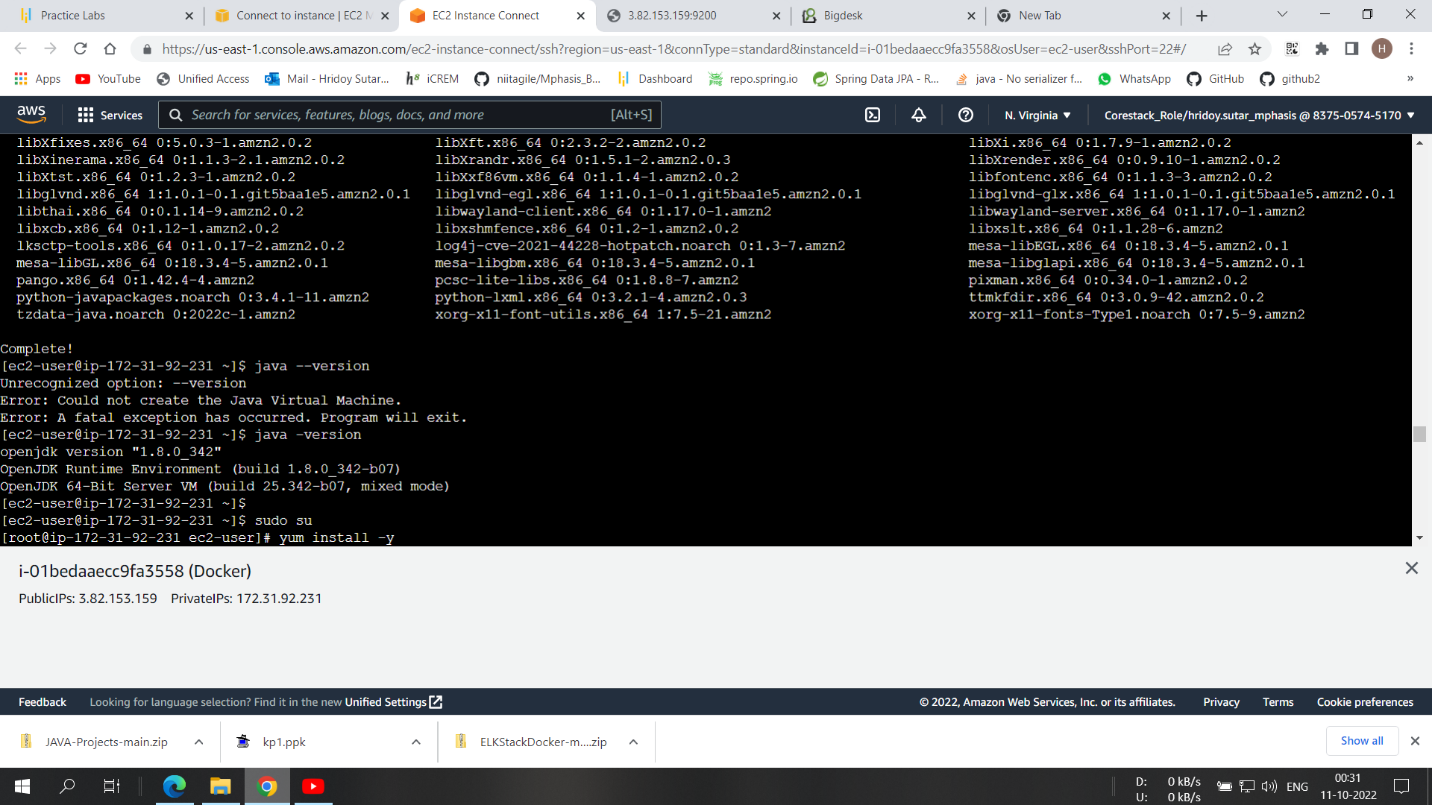 Practice Labs
Connect to instance | EC2 M
EC2 Instance Connect
3.82.153.159:9200
Bigdesk
New Tab
https://us-east-1.console.aws.amazon.com/ec2-instance-connect/ssh?region=us-east-1&connType=standard&instanceId=i-01bedaaecc9fa3558&osUser=ec2-user&sshPort=22#/
H
Apps YouTube Unified Access Mail - Hridoy Sutar... iCREM niitagile/Mphasis_B... Dashboard repo.spring.io Spring Data JPA - R... java - No serializer f... WhatsApp GitHub github2 »
aws Services Search for services, features, blogs, docs, and more [Alt+S] N. Virginia Corestack_Role/hridoy.sutar_mphasis @ 8375-0574-5170
libXfixes.x86_64 0:5.0.3-1.amzn2.0.2 libXft.x86_64 0:2.3.2-2.amzn2.0.2 libXi.x86_64 0:1.7.9-1.amzn2.0.2
libXinerama.x86_64 0:1.1.3-2.1.amzn2.0.2 libXrandr.x86_64 0:1.5.1-2.amzn2.0.3 libXrender.x86_64 0:0.9.10-1.amzn2.0.2
libXtst.x86_64 0:1.2.3-1.amzn2.0.2 libXxf86vm.x86_64 0:1.1.4-1.amzn2.0.2 libfontenc.x86_64 0:1.1.3-3.amzn2.0.2
libglvnd.x86_64 1:1.0.1-0.1.git5baa1e5.amzn2.0.1 libglvnd-egl.x86_64 1:1.0.1-0.1.git5baa1e5.amzn2.0.1 libglvnd-glx.x86_64 1:1.0.1-0.1.git5baa1e5.amzn2.0.1
libthai.x86_64 0:0.1.14-9.amzn2.0.2 libwayland-client.x86_64 0:1.17.0-1.amzn2 libwayland-server.x86_64 0:1.17.0-1.amzn2
libxcb.x86_64 0:1.12-1.amzn2.0.2 libxshmfence.x86_64 0:1.2-1.amzn2.0.2 libxslt.x86_64 0:1.1.28-6.amzn2
lksctp-tools.x86_64 0:1.0.17-2.amzn2.0.2 log4j-cve-2021-44228-hotpatch.noarch 0:1.3-7.amzn2 mesa-libEGL.x86_64 0:18.3.4-5.amzn2.0.1
mesa-libGL.x86_64 0:18.3.4-5.amzn2.0.1 mesa-libgbm.x86_64 0:18.3.4-5.amzn2.0.1 mesa-libglapi.x86_64 0:18.3.4-5.amzn2.0.1
pango.x86_64 0:1.42.4-4.amzn2 pcsc-lite-libs.x86_64 0:1.8.8-7.amzn2 pixman.x86_64 0:0.34.0-1.amzn2.0.2
python-javapackages.noarch 0:3.4.1-11.amzn2 python-lxml.x86_64 0:3.2.1-4.amzn2.0.3 ttmkfdir.x86_64 0:3.0.9-42.amzn2.0.2
tzdata-java.noarch 0:2022c-1.amzn2 xorg-x11-font-utils.x86_64 1:7.5-21.amzn2 xorg-x11-fonts-Type1.noarch 0:7.5-9.amzn2
Complete!
[ec2-user@ip-172-31-92-231 ~]$ java --version
Unrecognized option: --version
Error: Could not create the Java Virtual Machine.
Error: A fatal exception has occurred. Program will exit.
[ec2-user@ip-172-31-92-231 ~]$ java -version
openjdk version "1.8.0_342"
OpenJDK Runtime Environment (build 1.8.0_342-b07)
OpenJDK 64-Bit Server VM (build 25.342-b07, mixed mode)
[ec2-user@ip-172-31-92-231 ~]$
[ec2-user@ip-172-31-92-231 ~]$ sudo su
[root@ip-172-31-92-231 ec2-user]# yum install -y
i-01bedaaecc9fa3558 (Docker)
PublicIPs: 3.82.153.159 PrivateIPs: 172.31.92.231
Feedback Looking for language selection? Find it in the new Unified Settings © 2022, Amazon Web Services, Inc. or its affiliates. Privacy Terms Cookie preferences
JAVA-Projects-main.zip kp1.ppk ELKStackDocker-m....zip Show all
D: 0 kB/s
U: 0 kB/s
ENG
00:31
11-10-2022